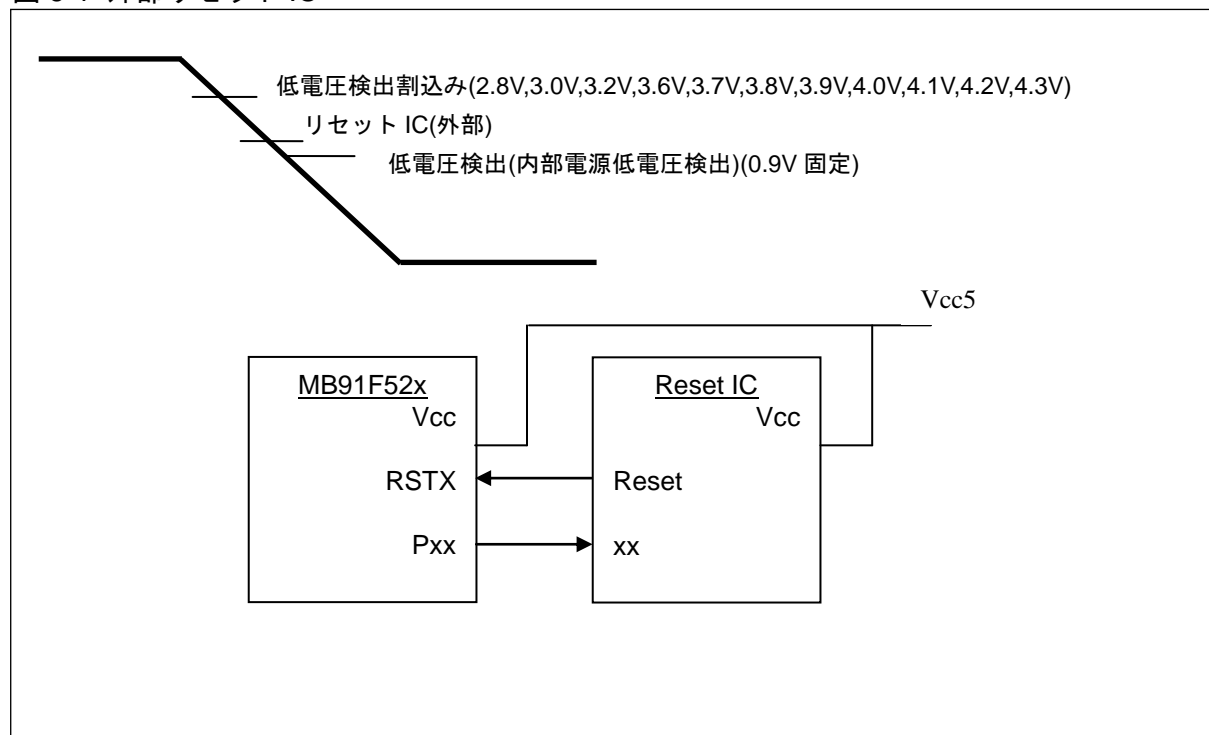 低電圧検出割込み(2.8V,3.0V,3.2V,3.6V,3.7V,3.8V,3.9V,4.0V,4.1V,4.2V,4.3V)
リセット IC(外部)
低電圧検出(内部電源低電圧検出)(0.9V 固定)
Vcc5
MB91F52x
Vcc
RSTX
Pxx
Reset IC
Vcc
Reset
xx